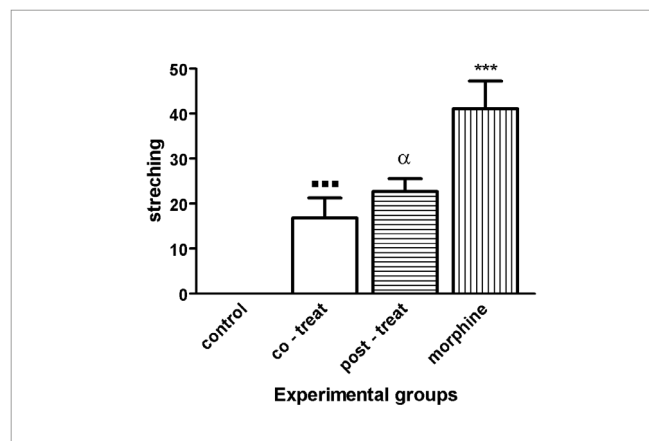 ***
50
40
α
30
streching
■■■
20
10
0
control
co - treat
post - treat
morphine
Experimental groups